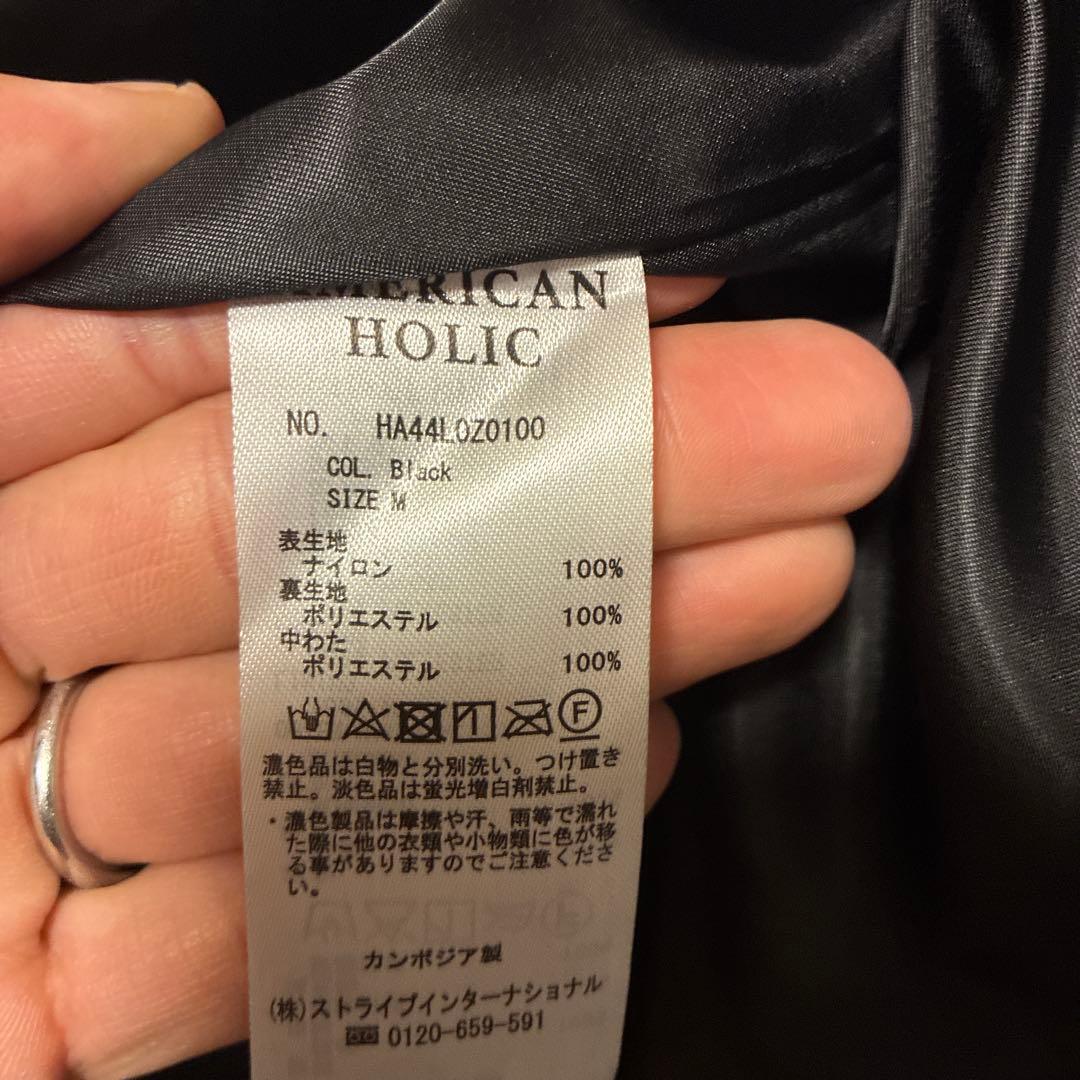 AMERICAN
HOLIC
NO. HA44L0Z0100
COL. Black
SIZE M
表生地
ナイロン 100%
裏生地
ポリエステル 100%
中わた
ポリエステル 100%
F
濃色品は白物と分別洗い。つけ置き
禁止。淡色品は蛍光増白剤禁止。
・濃色製品は摩擦や汗、雨等で濡れ
た際に他の衣類や小物類に色が移
る事がありますのでご注意くださ
い。
カンボジア製
(株)ストライプインターナショナル
0120-659-591